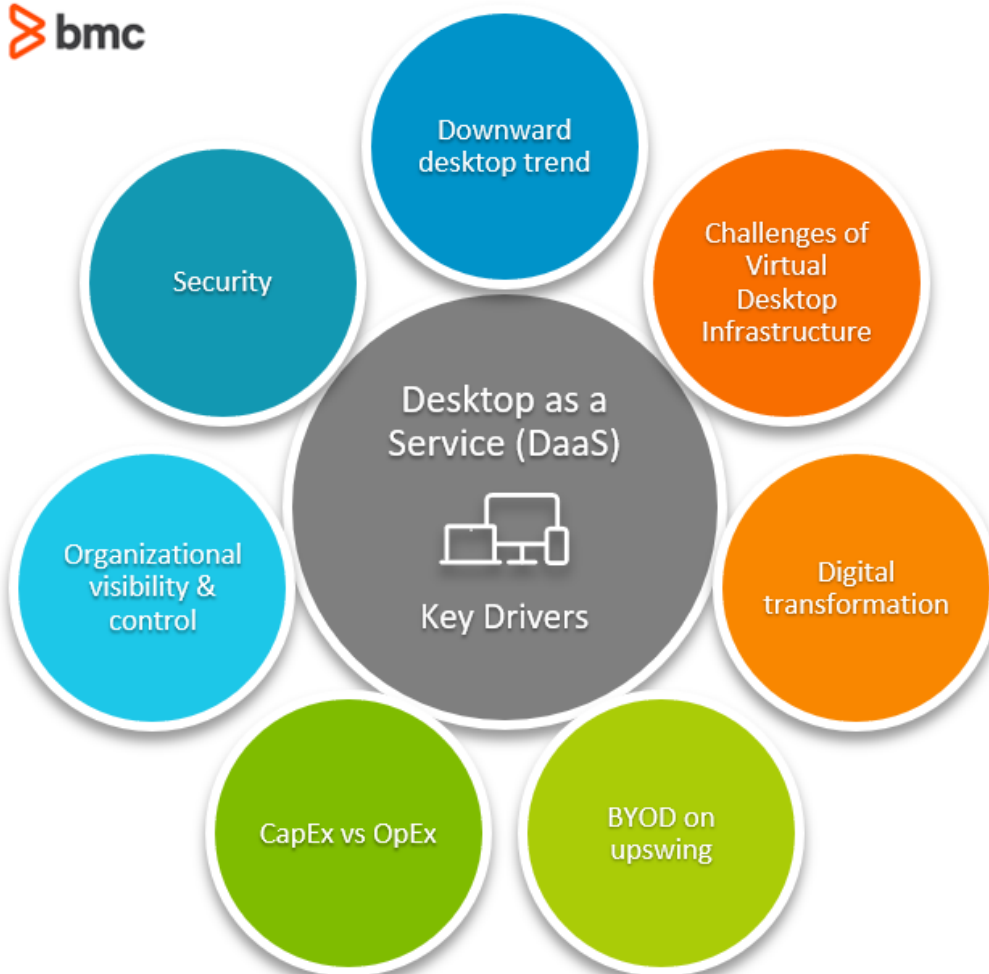 bmc
Downward
desktop trend
Challenges of
Virtual
Desktop
Infrastructure
Digital
transformation
BYOD on
upswing
CapEx vs OpEx
Organizational
visibility &
control
Security
Desktop as a
Service (DaaS)
Key Drivers